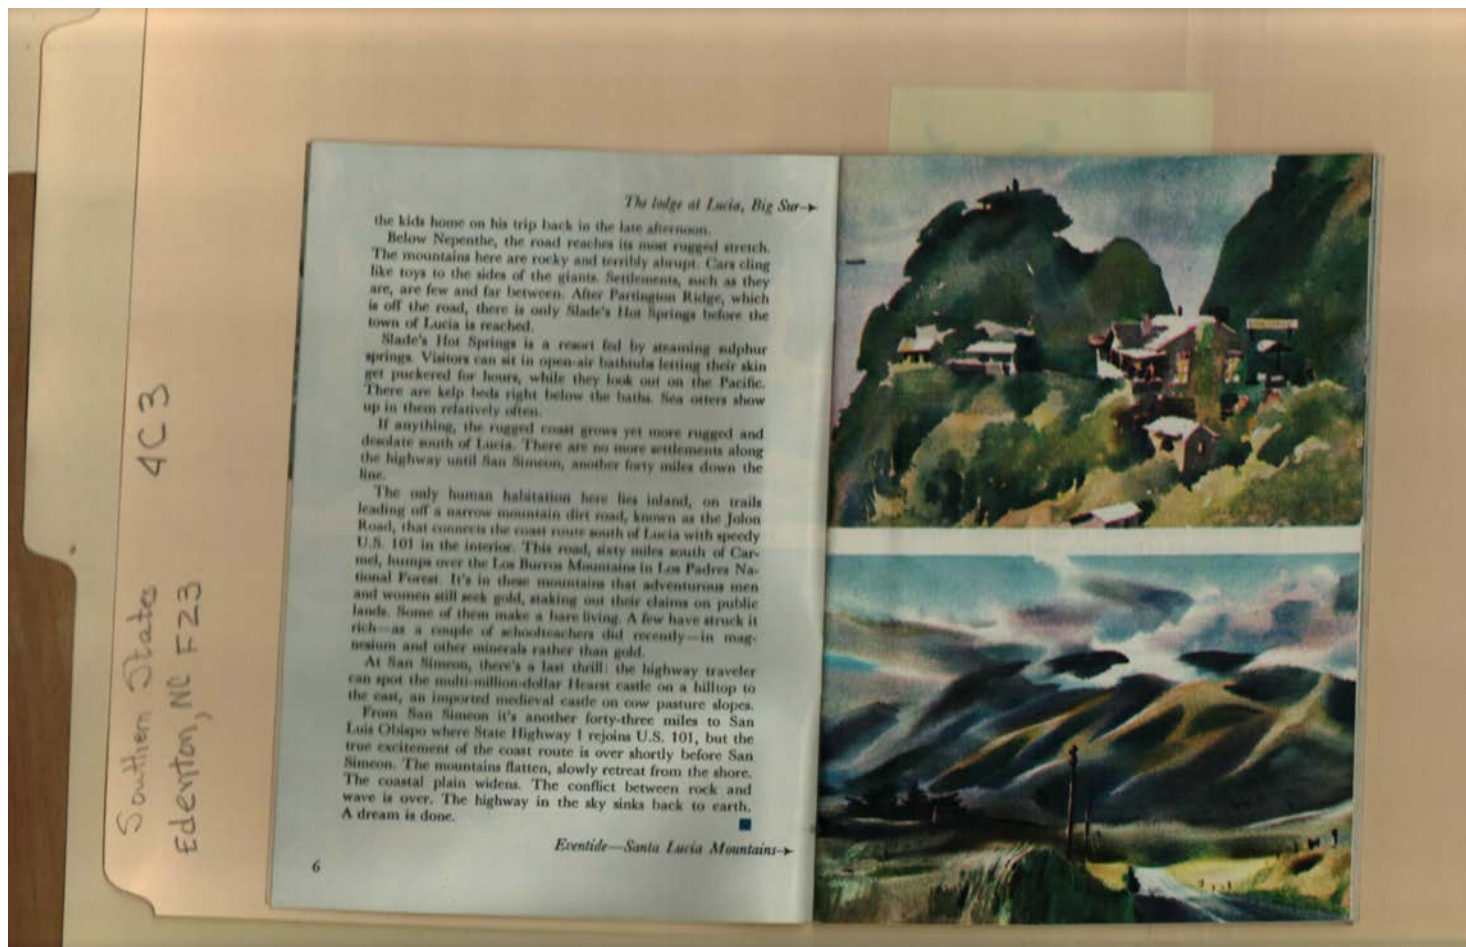 Southern States 4C3
Edenton, NC F23
The lodge at Lucia, Big Sur→
the kids home on his trip back in the late afternoon.
Below Nepenthe, the road reaches its most rugged stretch.
The mountains here are rocky and terribly abrupt. Cars cling
like toys to the sides of the giants. Settlements, such as they
are, are few and far between. After Partington Ridge, which
is off the road, there is only Slade's Hot Springs before the
town of Lucia is reached.
Slade's Hot Springs is a resort fed by steaming sulphur
springs. Visitors can sit in open-air bathtubs letting their skin
get puckered for hours, while they look out on the Pacific.
There are kelp beds right below the baths. Sea otters show
up in them relatively often.
If anything, the rugged coast grows yet more rugged and
desolate south of Lucia. There are no more settlements along
the highway until San Simeon, another forty miles down the
line.
The only human habitation here lies inland, on trails
leading off a narrow mountain dirt road, known as the Jolon
Road, that connects the coast route south of Lucia with speedy
U.S. 101 in the interior. This road, sixty miles south of Car-
mel, humps over the Los Burros Mountains in Los Padres Na-
tional Forest. It's in these mountains that adventurous men
and women still seek gold, staking out their claims on public
lands. Some of them make a bare living. A few have struck it
rich—as a couple of schoolteachers did recently—in mag-
nesium and other minerals rather than gold.
At San Simeon, there's a last thrill: the highway traveler
can spot the multi-million-dollar Hearst castle on a hilltop to
the east, an imported medieval castle on cow pasture slopes.
From San Simeon it's another forty-three miles to San
Luis Obispo where State Highway 1 rejoins U.S. 101, but the
true excitement of the coast route is over shortly before San
Simeon. The mountains flatten, slowly retreat from the shore.
The coastal plain widens. The conflict between rock and
wave is over. The highway in the sky sinks back to earth.
A dream is done.
Eventide—Santa Lucia Mountains→
6